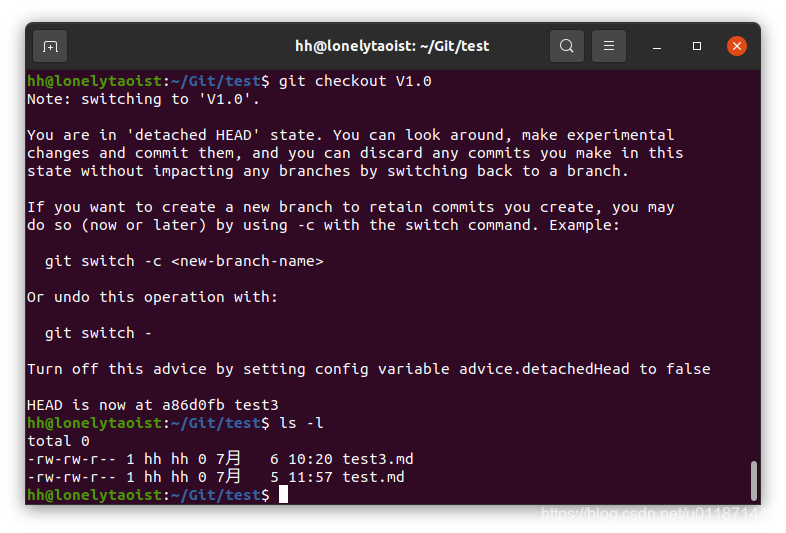 hh@lonelytaoist: ~/Git/test
hh@lonelytaoist:~/Git/test$ git checkout V1.0
Note: switching to 'V1.0'.
You are in 'detached HEAD' state. You can look around, make experimental
changes and commit them, and you can discard any commits you make in this
state without impacting any branches by switching back to a branch.
If you want to create a new branch to retain commits you create, you may
do so (now or later) by using -c with the switch command. Example:
git switch -c <new-branch-name>
Or undo this operation with:
git switch -
Turn off this advice by setting config variable advice.detachedHead to false
HEAD is now at a86d0fb test3
hh@lonelytaoist:~/Git/test$ ls -l
total 0
-rw-rw-r-- 1 hh hh 0 7月   6 10:20 test3.md
-rw-rw-r-- 1 hh hh 0 7月   5 11:57 test.md
hh@lonelytaoist:~/Git/test$